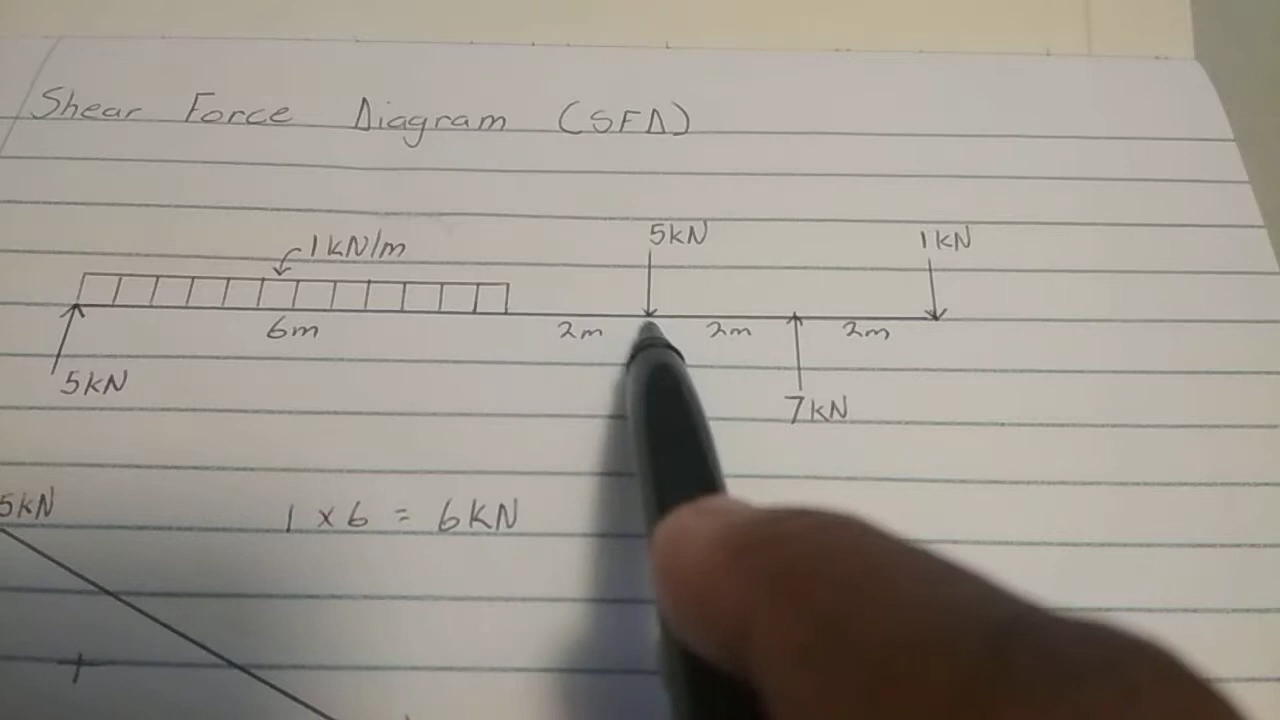 Shear Force Diagram (SFD)
1kN/m 5kN 1kN
6m 2m 2m 2m
5kN 7kN
5kN 1 x 6 = 6kN
+